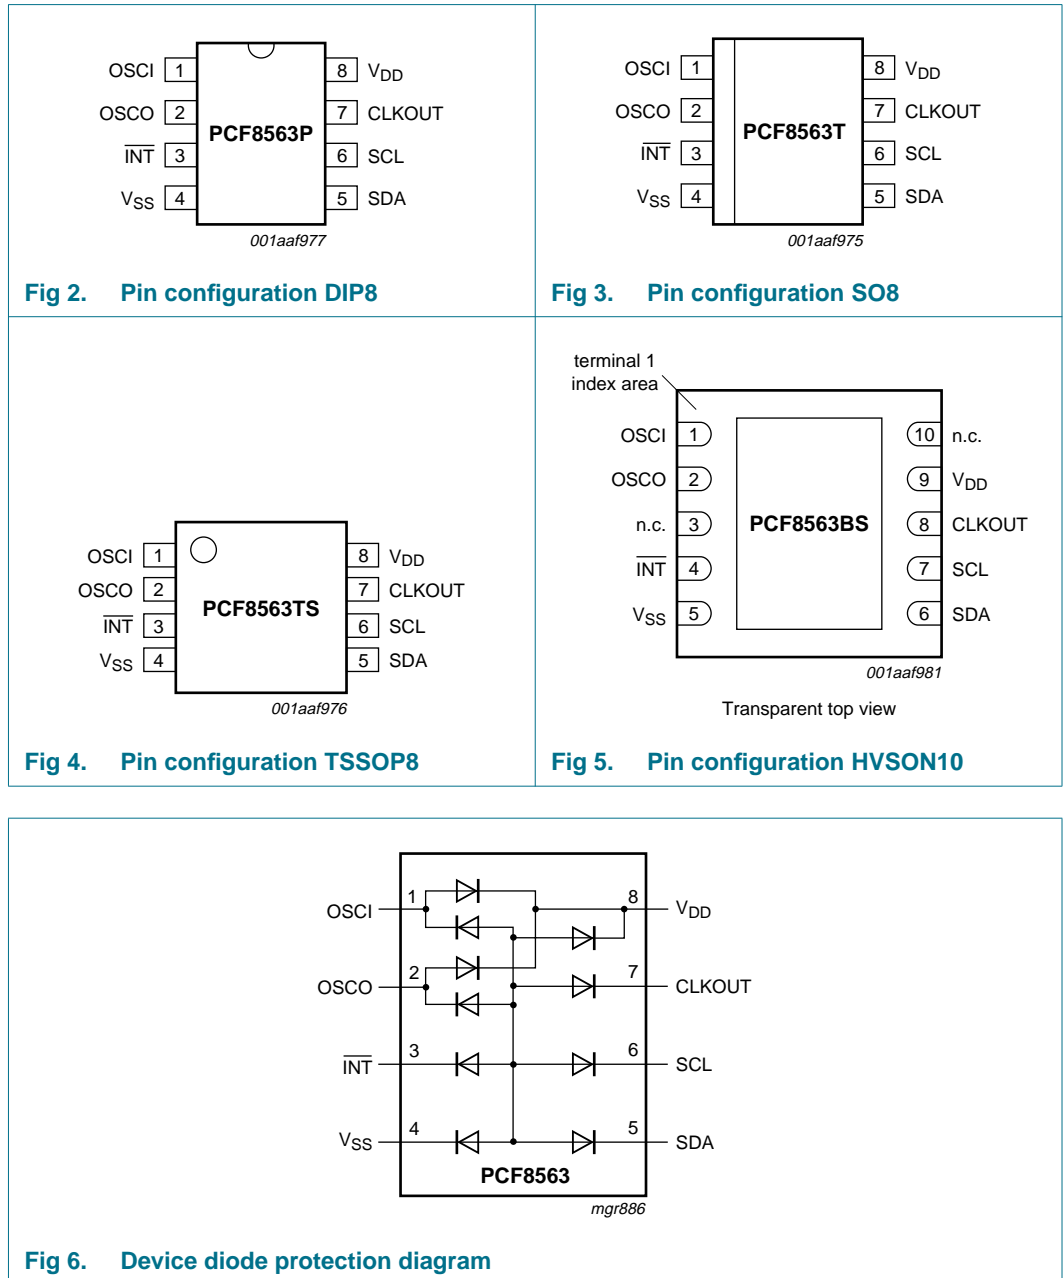 OSCI 1 8 VDD
OSCO 2 7 CLKOUT
PCF8563P
INT 3 6 SCL
VSS 4 5 SDA
001aaf977
Fig 2. Pin configuration DIP8
OSCI 1 8 VDD
OSCO 2 7 CLKOUT
PCF8563T
INT 3 6 SCL
VSS 4 5 SDA
001aaf975
Fig 3. Pin configuration SO8
OSCI 1 8 VDD
OSCO 2 7 CLKOUT
PCF8563TS
INT 3 6 SCL
VSS 4 5 SDA
001aaf976
Fig 4. Pin configuration TSSOP8
terminal 1
index area
OSCI 1 10 n.c.
OSCO 2 9 VDD
n.c. 3 PCF8563BS 8 CLKOUT
INT 4 7 SCL
VSS 5 6 SDA
001aaf981
Transparent top view
Fig 5. Pin configuration HVSON10
OSCI 1 8 VDD
OSCO 2 7 CLKOUT
INT 3 6 SCL
VSS 4 5 SDA
PCF8563
mgr886
Fig 6. Device diode protection diagram